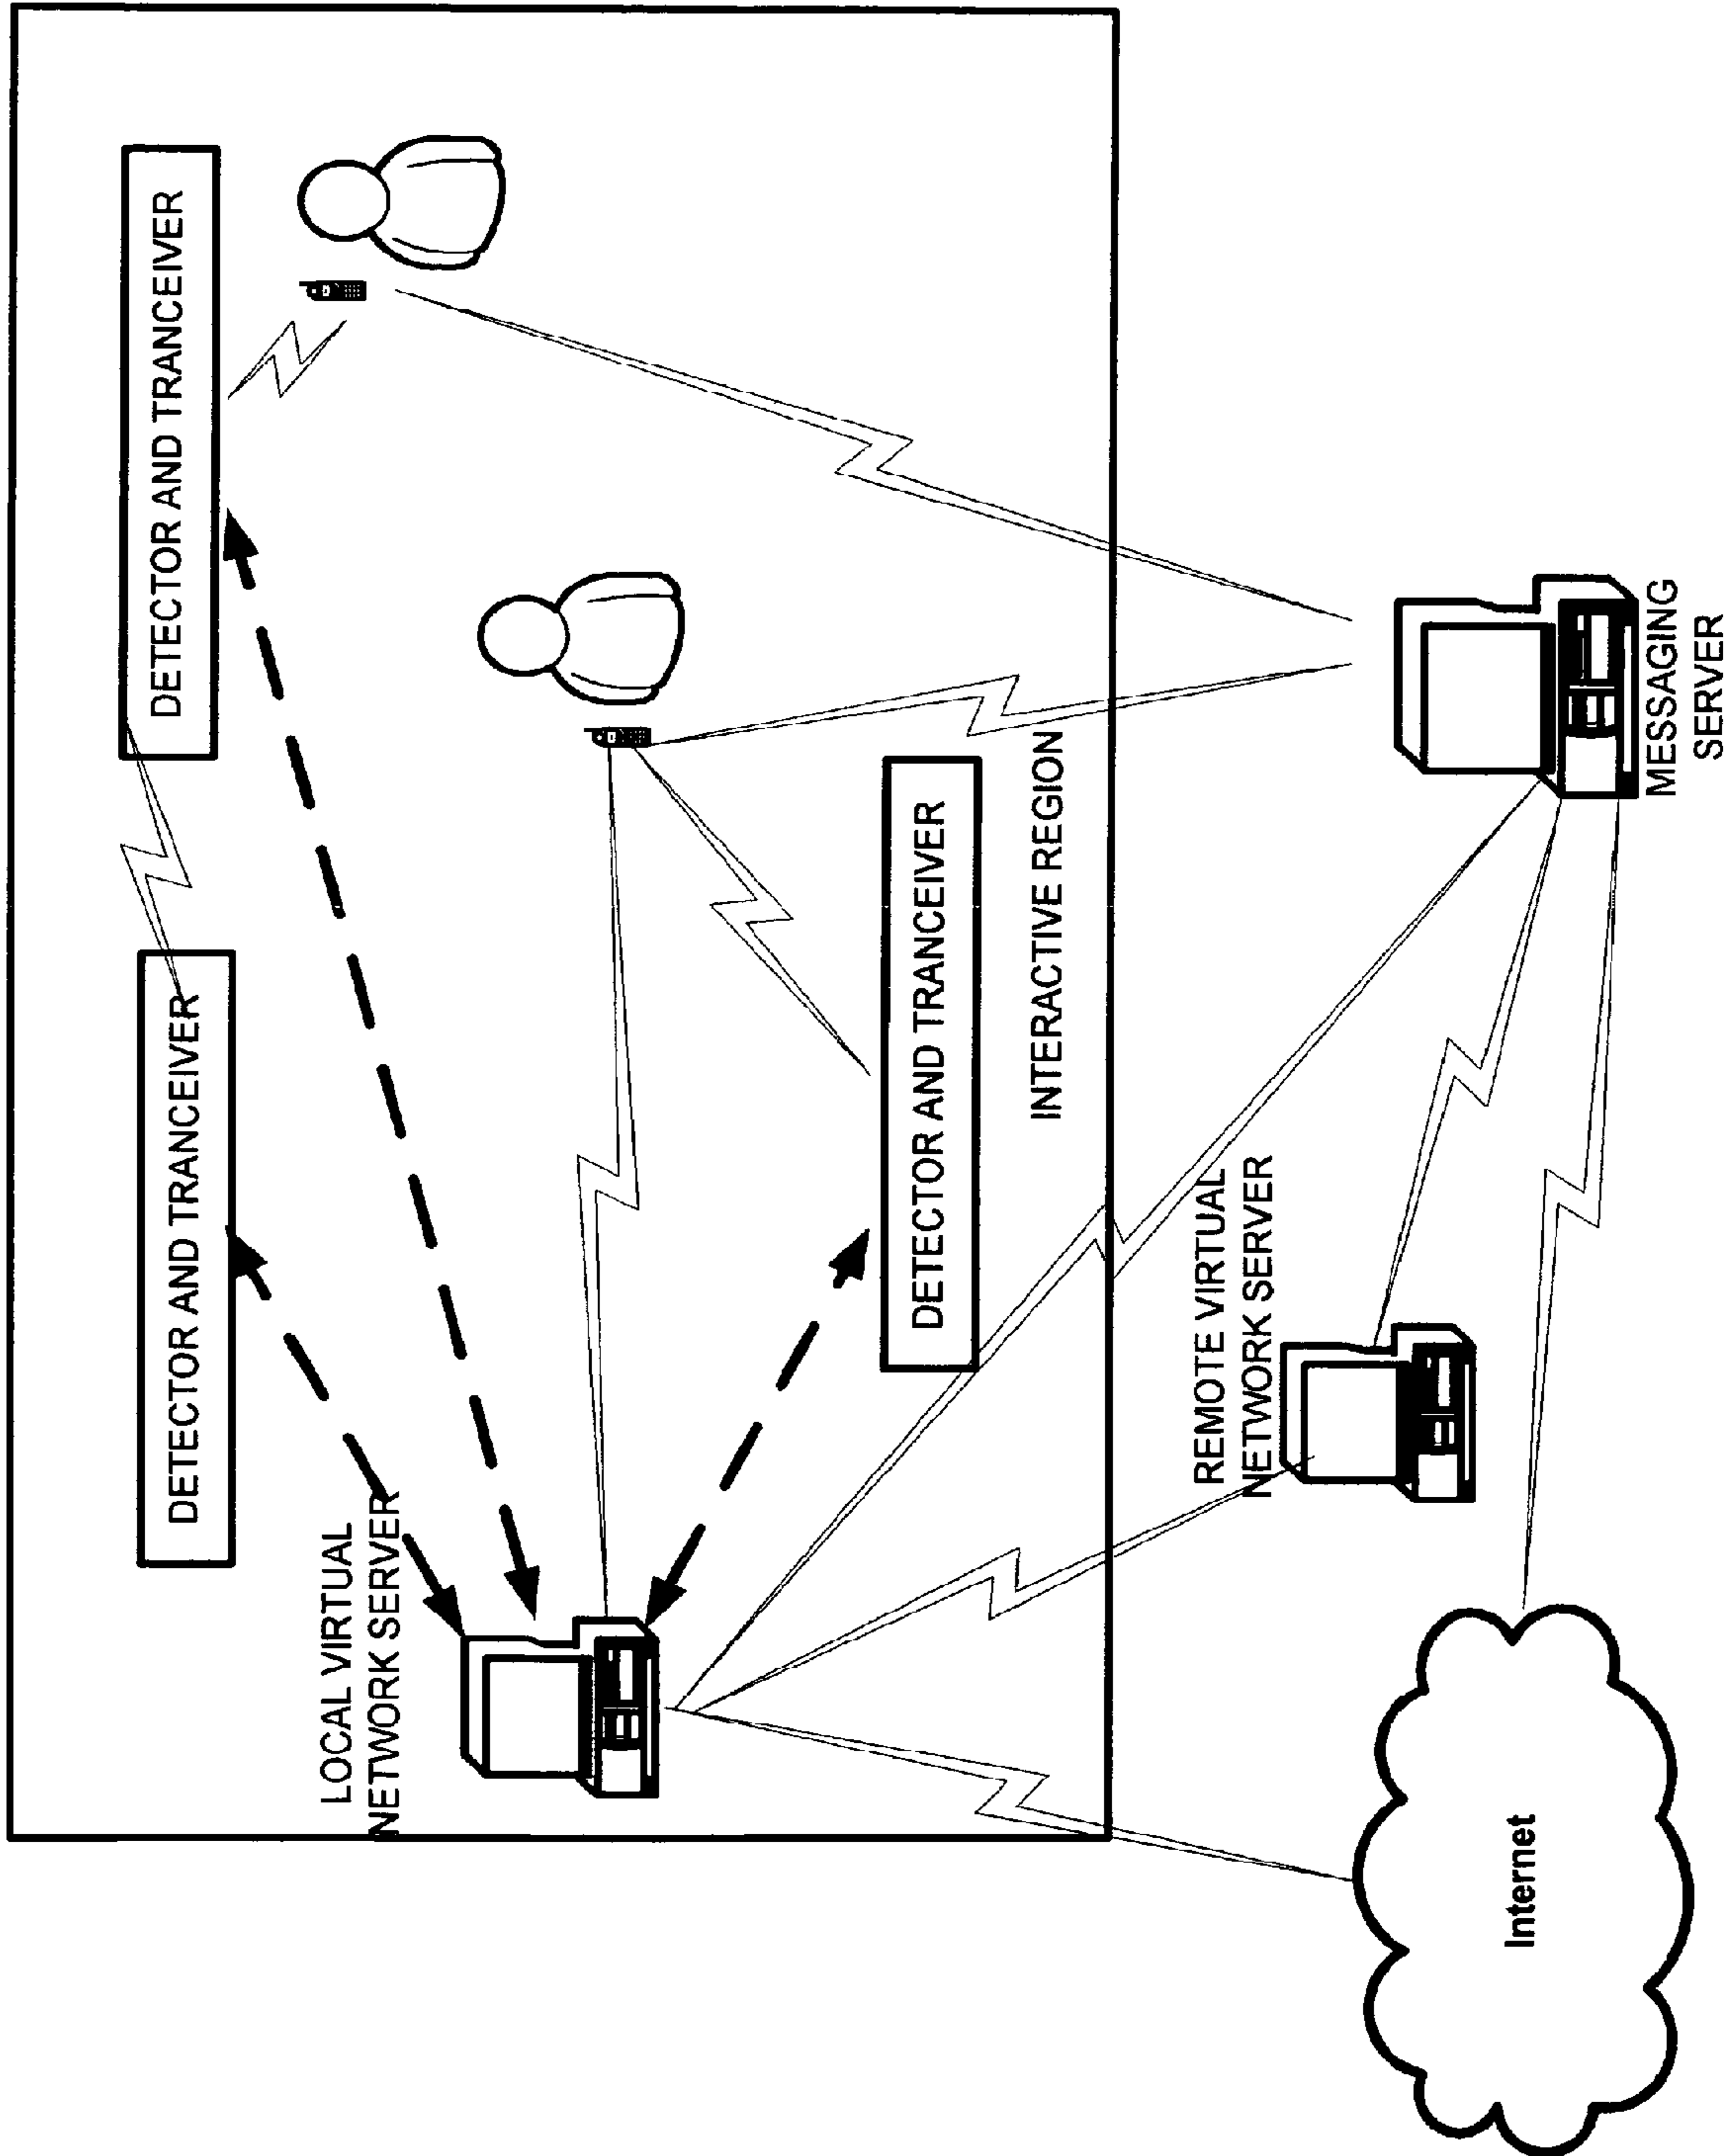 DETECTOR AND TRANCEIVER
DETECTOR AND TRANCEIVER
LOCAL VIRTUAL
NETWORK SERVER
DETECTOR AND TRANCEIVER
INTERACTIVE REGION
REMOTE VIRTUAL
NETWORK SERVER
MESSAGING
SERVER
Internet